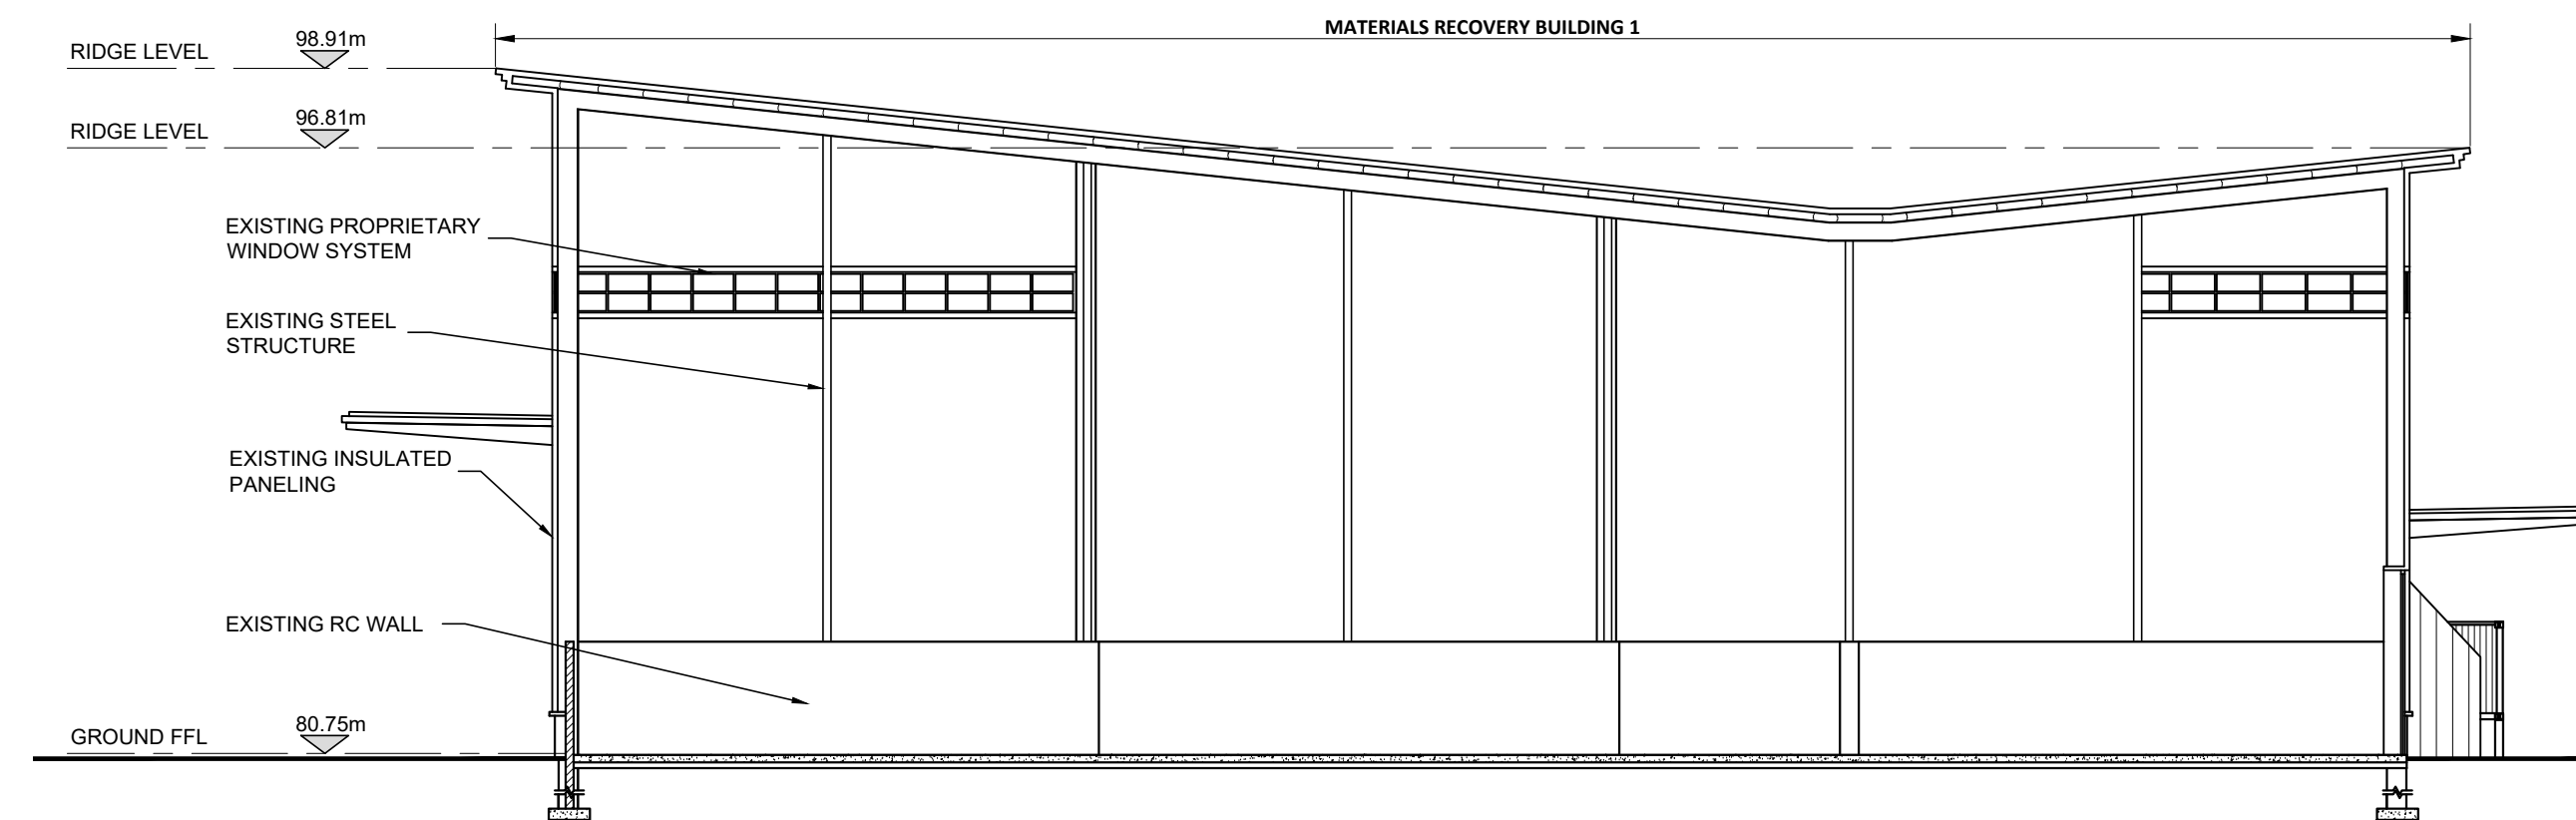 MATERIALS RECOVERY BUILDING 1
RIDGE LEVEL 98.91m
RIDGE LEVEL 96.81m
EXISTING PROPRIETARY
WINDOW SYSTEM
EXISTING STEEL
STRUCTURE
EXISTING INSULATED
PANELING
EXISTING RC WALL
GROUND FFL 80.75m